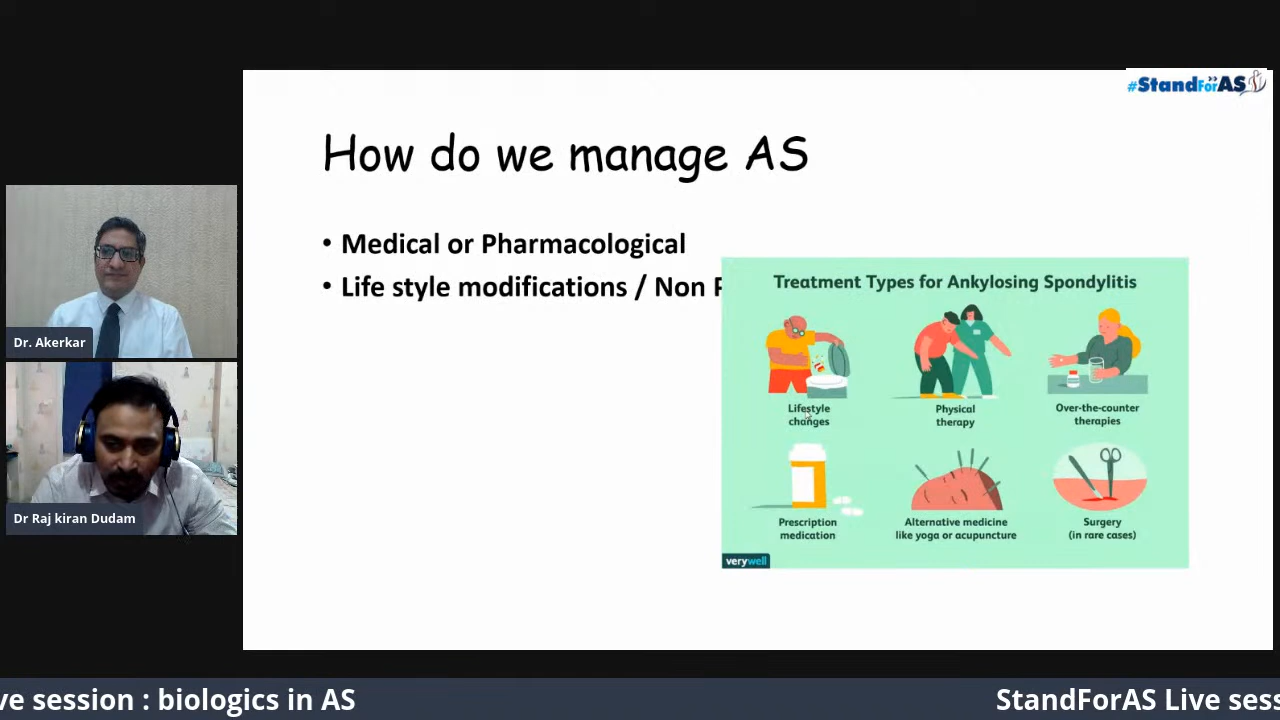 #StandForAS
How do we manage AS
• Medical or Pharmacological
• Life style modifications / Non
Treatment Types for Ankylosing Spondylitis
Lifestyle
changes
Physical
therapy
Over-the-counter
therapies
Prescription
medication
Alternative medicine
like yoga or acupuncture
Surgery
(in rare cases)
verywell
Dr. Akerkar
Dr Raj kiran Dudam
ve session : biologics in AS
StandForAS Live sess